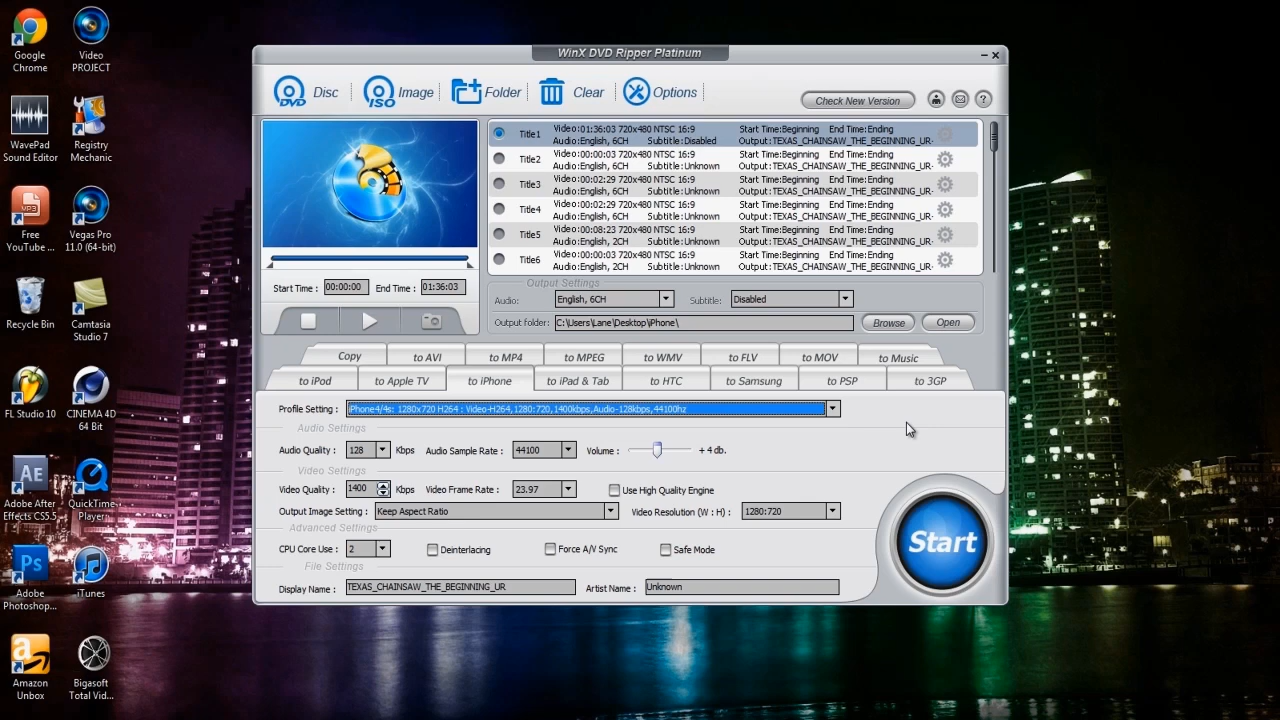 Google
Chrome
Video
PROJECT
WavePad
Sound Editor
Registry
Mechanic
Free
YouTube ...
Vegas Pro
11.0 (64-bit)
Recycle Bin
Camtasia
Studio 7
FL Studio 10
CINEMA 4D
64 Bit
Adobe After
Effects CS5.5
QuickTime
Player
Adobe
Photoshop...
iTunes
Amazon
Unbox
Bigasoft
Total Vid...
WinX DVD Ripper Platinum
DVD Disc
ISO Image
Folder
Clear
Options
Check New Version
Title1 Video:01:36:03 720x480 NTSC 16:9 Start Time:Beginning End Time:Ending
Audio:English, 6CH Subtitle:Disabled Output:TEXAS_CHAINSAW_THE_BEGINNING_UR-
Title2 Video:00:00:03 720x480 NTSC 16:9 Start Time:Beginning End Time:Ending
Audio:English, 6CH Subtitle:Unknown Output:TEXAS_CHAINSAW_THE_BEGINNING_UR-
Title3 Video:00:02:29 720x480 NTSC 16:9 Start Time:Beginning End Time:Ending
Audio:English, 6CH Subtitle:Unknown Output:TEXAS_CHAINSAW_THE_BEGINNING_UR-
Title4 Video:00:02:29 720x480 NTSC 16:9 Start Time:Beginning End Time:Ending
Audio:English, 6CH Subtitle:Unknown Output:TEXAS_CHAINSAW_THE_BEGINNING_UR-
Title5 Video:00:08:23 720x480 NTSC 16:9 Start Time:Beginning End Time:Ending
Audio:English, 2CH Subtitle:Unknown Output:TEXAS_CHAINSAW_THE_BEGINNING_UR-
Title6 Video:00:00:03 720x480 NTSC 16:9 Start Time:Beginning End Time:Ending
Audio:English, 2CH Subtitle:Unknown Output:TEXAS_CHAINSAW_THE_BEGINNING_UR-
Start Time : 00:00:00 End Time : 01:36:03
Output Settings
Audio: English, 6CH Subtitle: Disabled
Output folder: C:\Users\Lane\Desktop\iPhone\ Browse Open
Copy to AVI to MP4 to MPEG to WMV to FLV to MOV to Music
to iPod to Apple TV to iPhone to iPad & Tab to HTC to Samsung to PSP to 3GP
Profile Setting : iPhone4/4s: 1280x720 H264 : Video-H264,1280:720,1400kbps,Audio-128kbps,44100hz
Audio Settings
Audio Quality : 128 Kbps Audio Sample Rate : 44100 Volume : + 4 db.
Video Settings
Video Quality : 1400 Kbps Video Frame Rate : 23.97 Use High Quality Engine
Output Image Setting : Keep Aspect Ratio Video Resolution (W : H) : 1280:720
Advanced Settings
CPU Core Use : 2 Deinterlacing Force A/V Sync Safe Mode
File Settings
Display Name : TEXAS_CHAINSAW_THE_BEGINNING_UR Artist Name : Unknown
Start